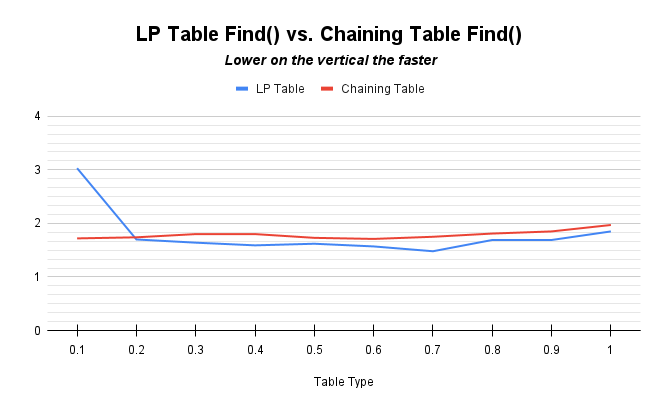 LP Table Find() vs. Chaining Table Find()
Lower on the vertical the faster
LP Table Chaining Table
4
3
2
1
0
0.1 0.2 0.3 0.4 0.5 0.6 0.7 0.8 0.9 1
Table Type